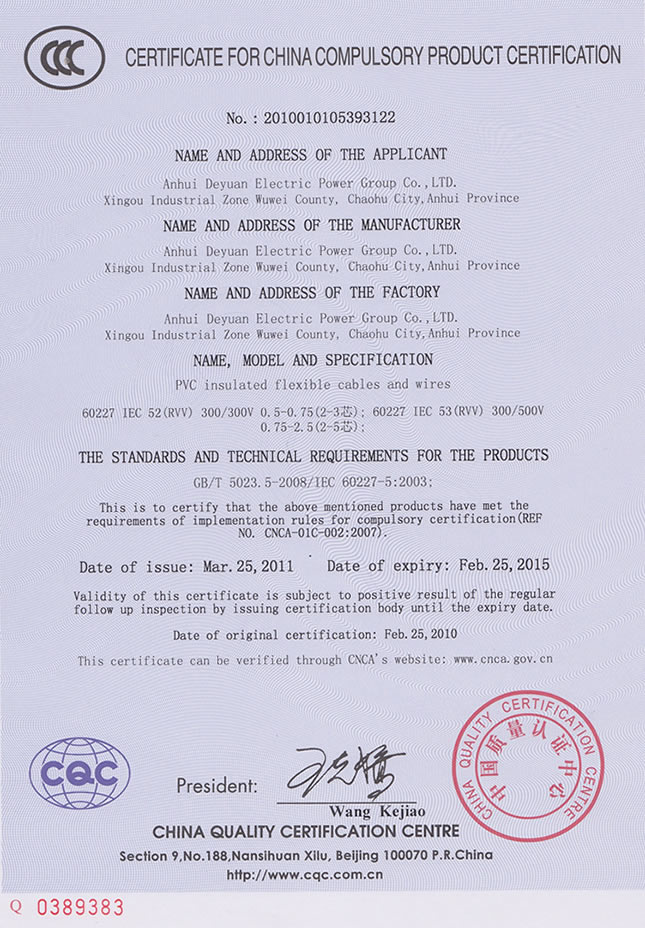 CCC
CERTIFICATE FOR CHINA COMPULSORY PRODUCT CERTIFICATION
No.: 2010010105393122
NAME AND ADDRESS OF THE APPLICANT
Anhui Deyuan Electric Power Group Co.,LTD.
Xingou Industrial Zone Wuwei County, Chaohu City,Anhui Province
NAME AND ADDRESS OF THE MANUFACTURER
Anhui Deyuan Electric Power Group Co.,LTD.
Xingou Industrial Zone Wuwei County, Chaohu City,Anhui Province
NAME AND ADDRESS OF THE FACTORY
Anhui Deyuan Electric Power Group Co.,LTD.
Xingou Industrial Zone Wuwei County, Chaohu City,Anhui Province
NAME, MODEL AND SPECIFICATION
PVC insulated flexible cables and wires
60227 IEC 52(RVV) 300/300V 0.5-0.75(2-3芯); 60227 IEC 53(RVV) 300/500V
0.75-2.5(2-5芯);
THE STANDARDS AND TECHNICAL REQUIREMENTS FOR THE PRODUCTS
GB/T 5023.5-2008/IEC 60227-5:2003;
This is to certify that the above mentioned products have met the
requirements of implementation rules for compulsory certification(REF
NO. CNCA-01C-002:2007).
Date of issue: Mar.25,2011 Date of expiry: Feb.25,2015
Validity of this certificate is subject to positive result of the regular
follow up inspection by issuing certification body until the expiry date.
Date of original certification: Feb.25,2010
This certificate can be verified through CNCA's website: www.cnca.gov.cn
CHINA QUALITY CERTIFICATION CENTRE
中国质量认证中心
CQC
President: 王克娇
Wang Kejiao
CHINA QUALITY CERTIFICATION CENTRE
Section 9,No.188,Nansihuan Xilu, Beijing 100070 P.R.China
http://www.cqc.com.cn
Q 0389383